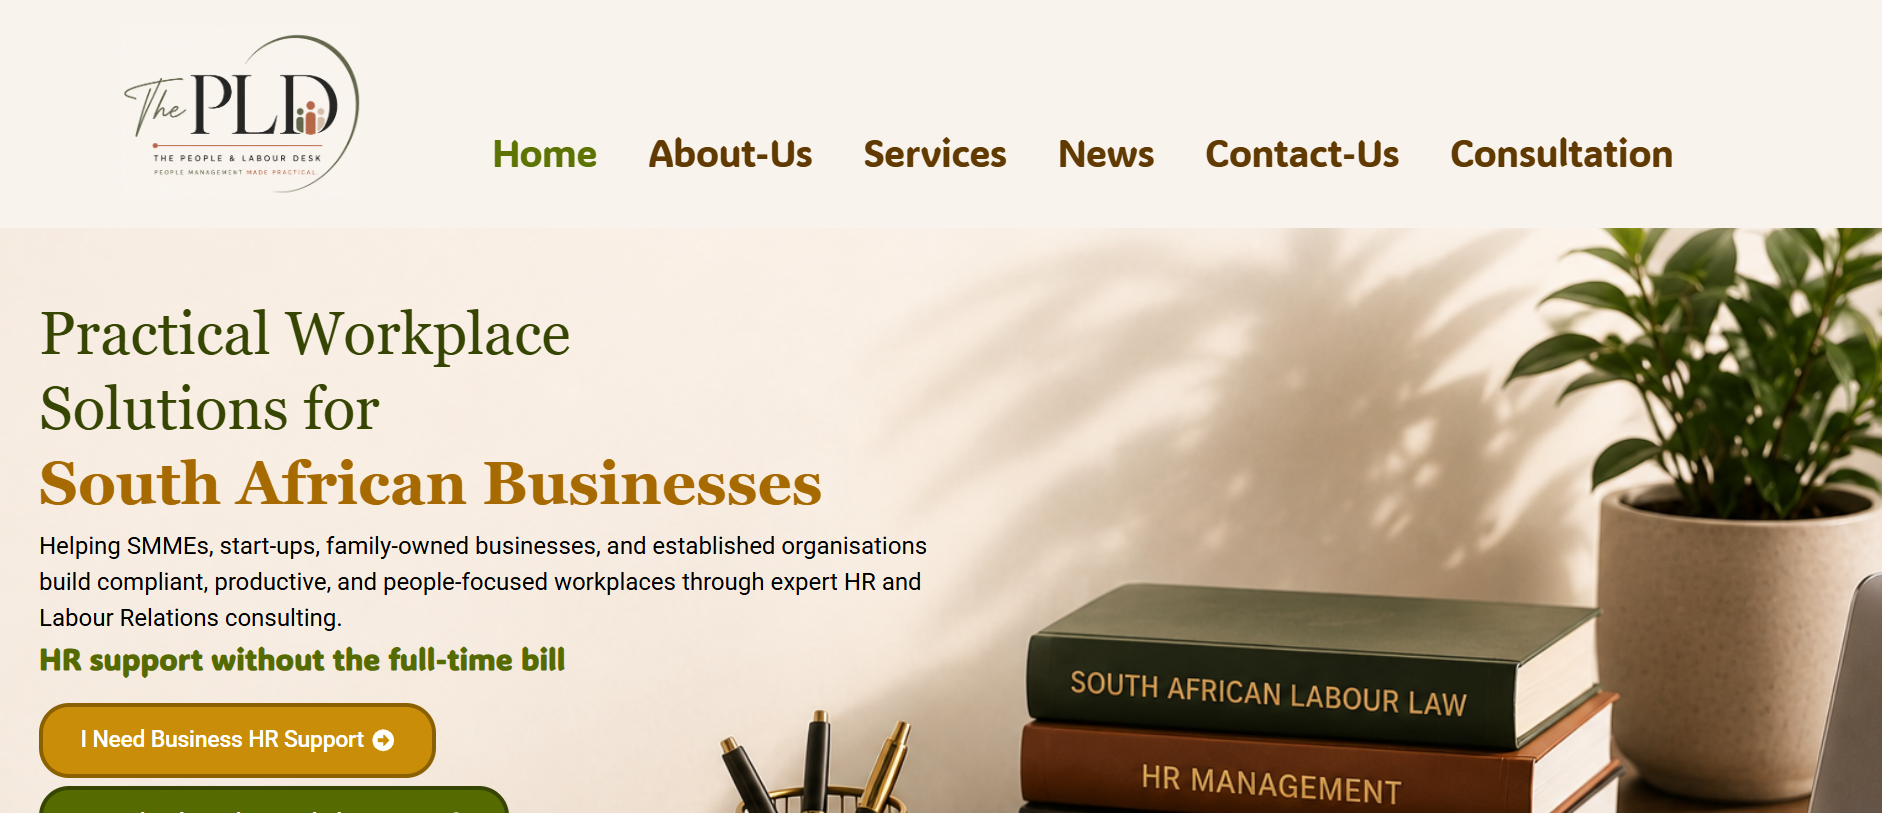 The PLD
THE PEOPLE & LABOUR DESK
PEOPLE MANAGEMENT MADE PRACTICAL.
Home About-Us Services News Contact-Us Consultation
Practical Workplace
Solutions for
South African Businesses
Helping SMMEs, start-ups, family-owned businesses, and established organisations
build compliant, productive, and people-focused workplaces through expert HR and
Labour Relations consulting.
HR support without the full-time bill
I Need Business HR Support
SOUTH AFRICAN LABOUR LAW
HR MANAGEMENT